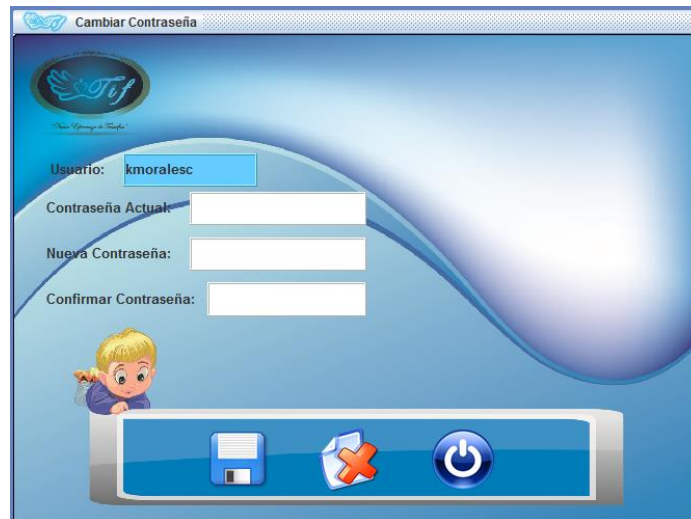 Cambiar Contraseña
Tif
Usuario: kmoralesc
Contraseña Actual:
Nueva Contraseña:
Confirmar Contraseña: